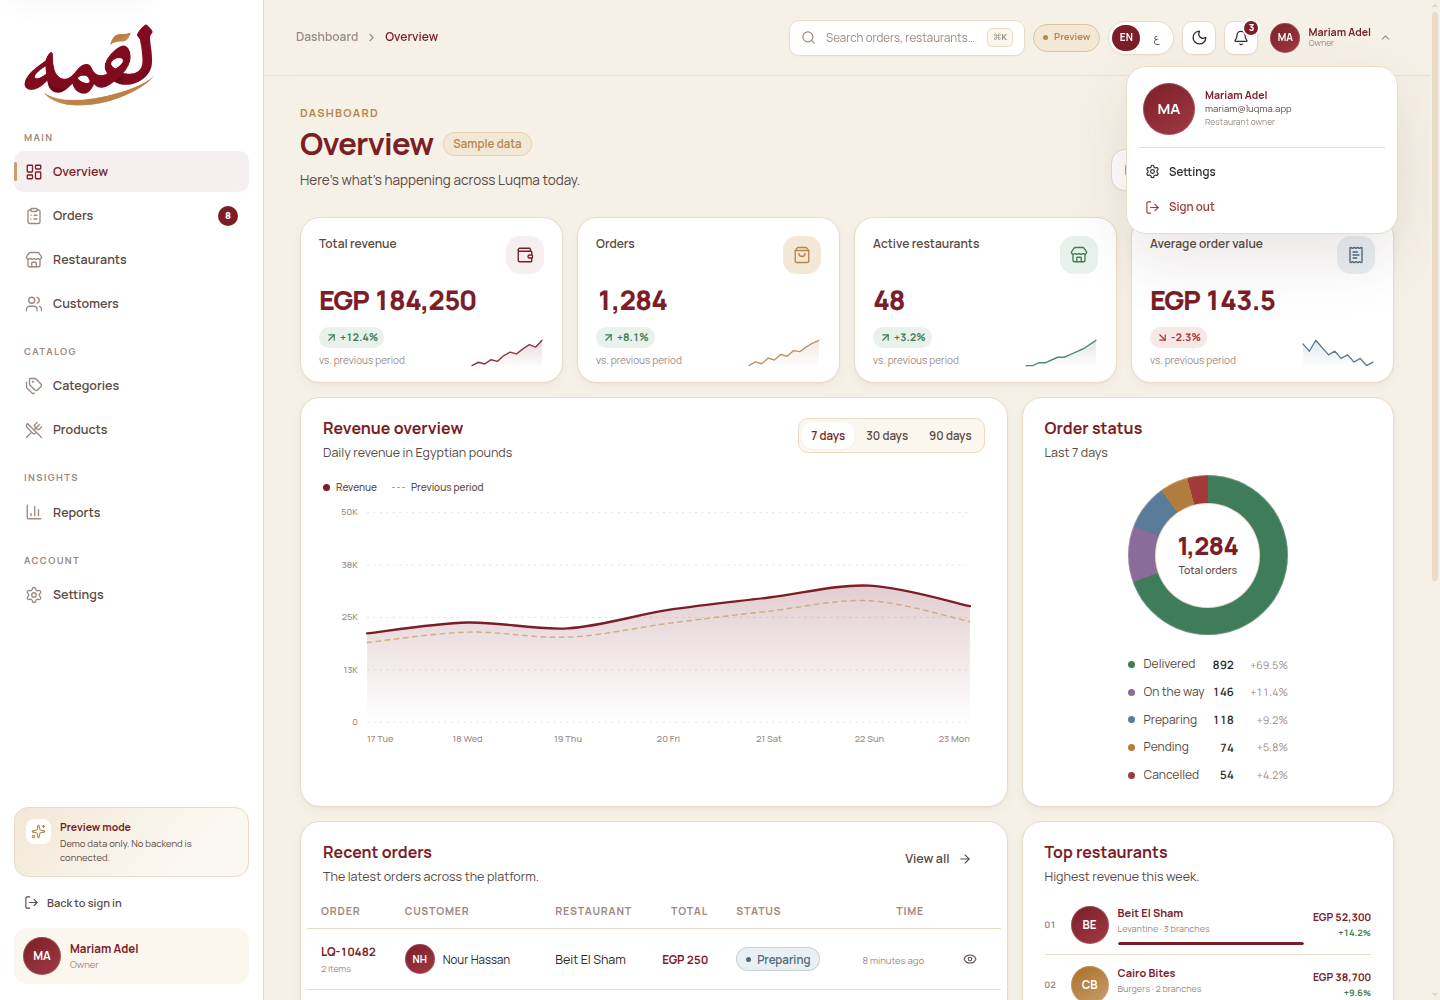 لقمه
MAIN
Overview
Orders
8
Restaurants
Customers
CATALOG
Categories
Products
INSIGHTS
Reports
ACCOUNT
Settings
Preview mode
Demo data only. No backend is
connected.
Back to sign in
MA
Mariam Adel
Owner
Dashboard > Overview
Search orders, restaurants...
⌘K
Preview
EN
ع
3
MA
Mariam Adel
Owner
MA
Mariam Adel
mariam@luqma.app
Restaurant owner
Settings
Sign out
DASHBOARD
Overview
Sample data
Here's what's happening across Luqma today.
Total revenue
EGP 184,250
+12.4%
vs. previous period
Orders
1,284
+8.1%
vs. previous period
Active restaurants
48
+3.2%
vs. previous period
Average order value
EGP 143.5
-2.3%
vs. previous period
Revenue overview
Daily revenue in Egyptian pounds
7 days 30 days 90 days
Revenue Previous period
50K
38K
25K
13K
0
17 Tue 18 Wed 19 Thu 20 Fri 21 Sat 22 Sun 23 Mon
Order status
Last 7 days
1,284
Total orders
Delivered 892 +69.5%
On the way 146 +11.4%
Preparing 118 +9.2%
Pending 74 +5.8%
Cancelled 54 +4.2%
Recent orders
The latest orders across the platform.
View all
ORDER CUSTOMER RESTAURANT TOTAL STATUS TIME
LQ-10482
2 items
NH
Nour Hassan
Beit El Sham
EGP 250
Preparing
8 minutes ago
Top restaurants
Highest revenue this week.
01
BE
Beit El Sham
Levantine · 3 branches
EGP 52,300
+14.2%
02
CB
Cairo Bites
Burgers · 2 branches
EGP 38,700
+9.6%